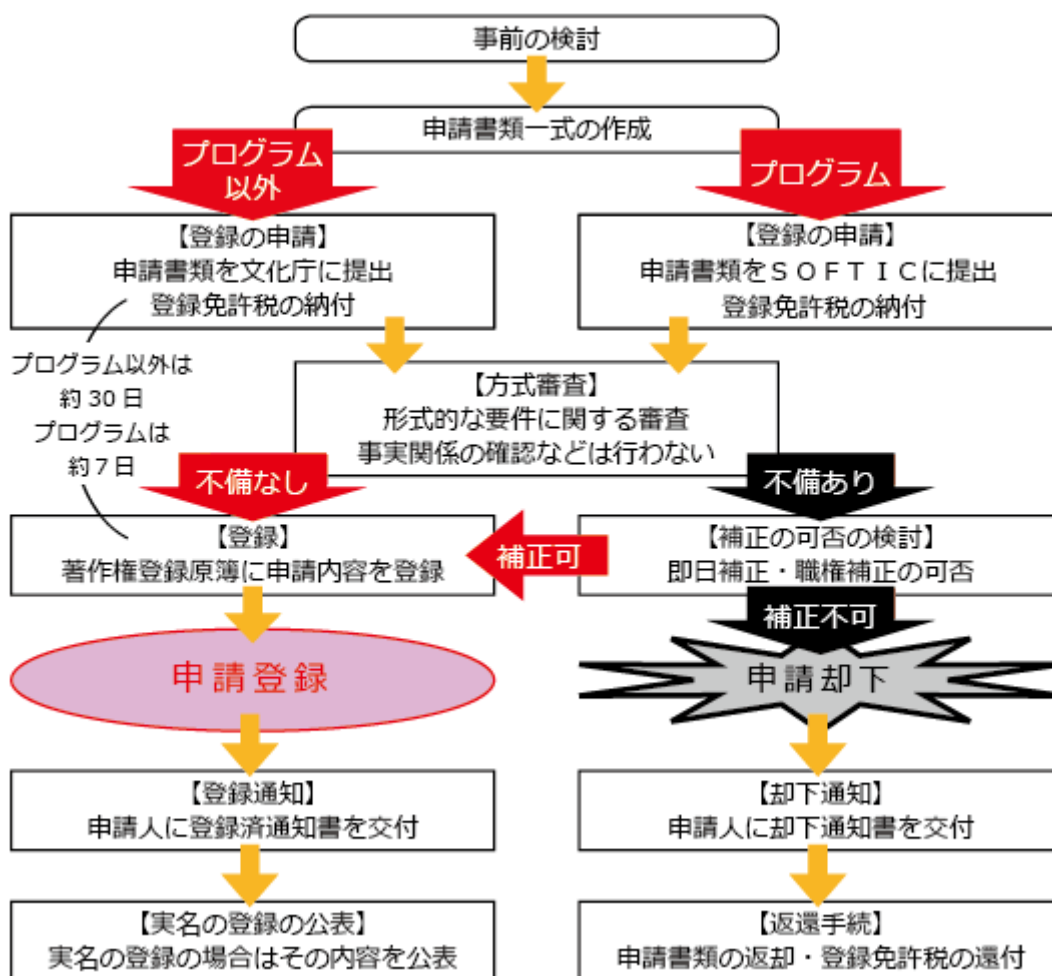 事前の検討
申請書類一式の作成
プログラム
以外
プログラム
【登録の申請】
申請書類を文化庁に提出
登録免許税の納付
【登録の申請】
申請書類をＳＯＦＴＩＣに提出
登録免許税の納付
プログラム以外は
約30日
プログラムは
約７日
【方式審査】
形式的な要件に関する審査
事実関係の確認などは行わない
不備なし
不備あり
【登録】
著作権登録原簿に申請内容を登録
補正可
【補正の可否の検討】
即日補正・職権補正の可否
補正不可
申請登録
申請却下
【登録通知】
申請人に登録済通知書を交付
【却下通知】
申請人に却下通知書を交付
【実名の登録の公表】
実名の登録の場合はその内容を公表
【返還手続】
申請書類の返却・登録免許税の還付